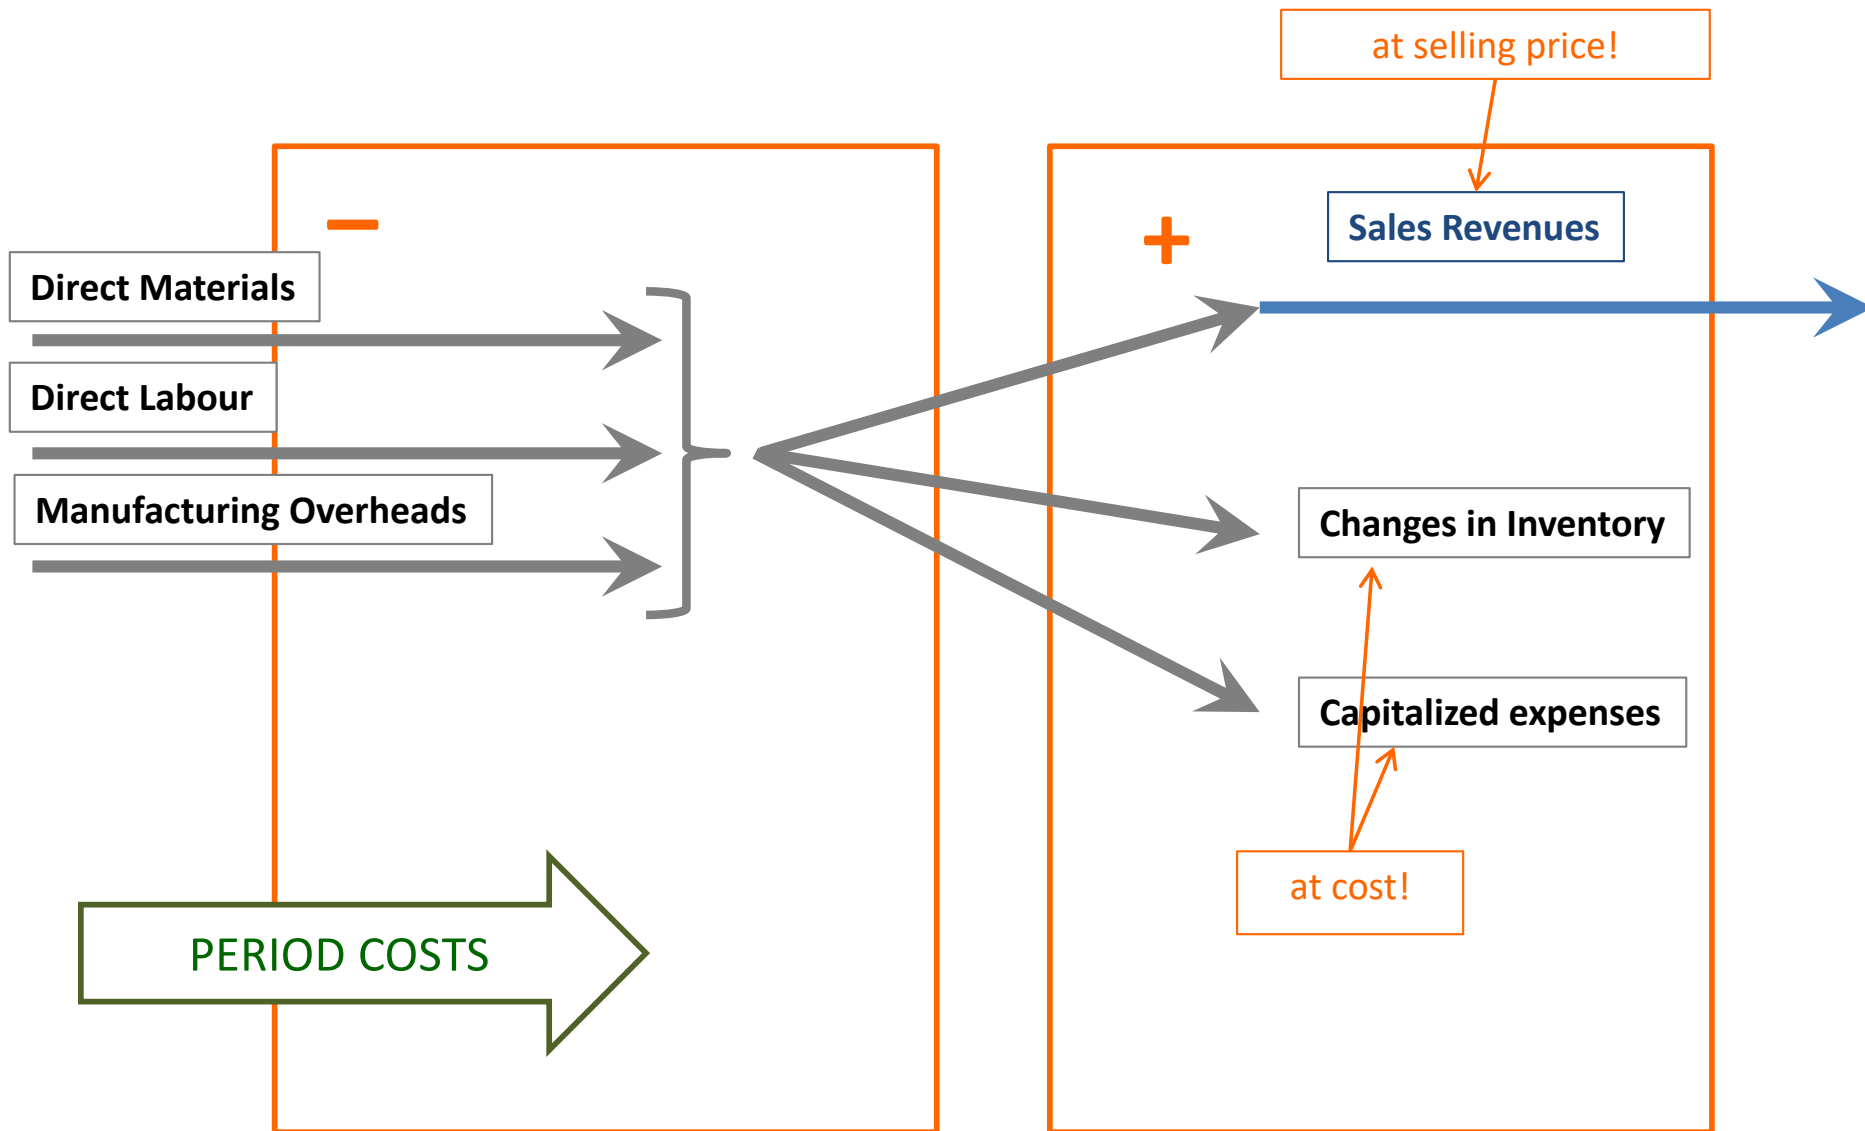 at selling price!
–
+
Sales Revenues
Direct Materials
Direct Labour
Manufacturing Overheads
Changes in Inventory
Capitalized expenses
at cost!
PERIOD COSTS